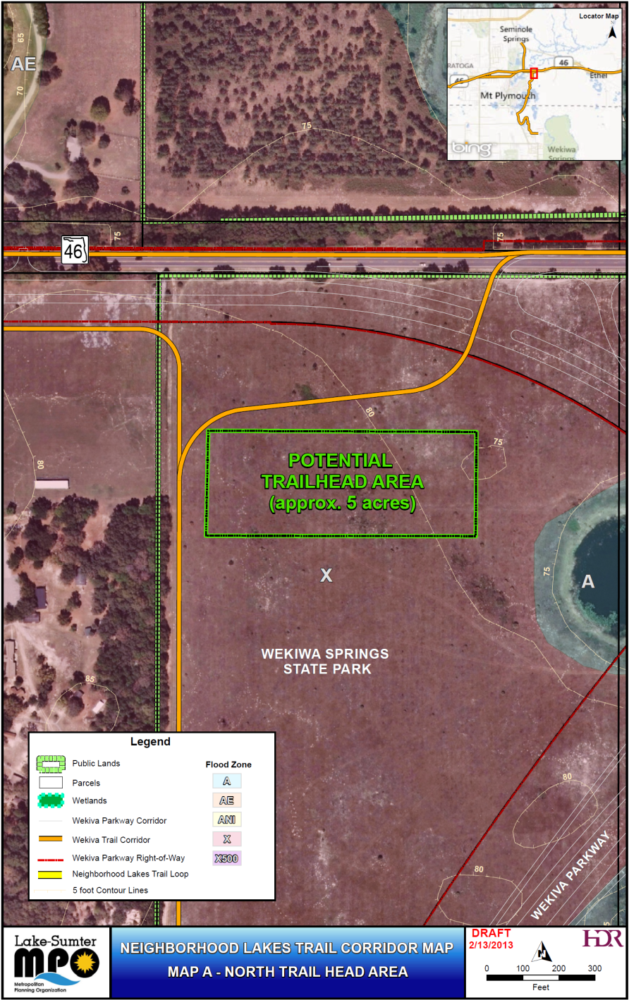 Locator Map
N
Seminole
Springs
RATOGA
46
46
Ethel
Mt Plymouth
bing
Wekiwa
Springs
65
AE
70
75
75
75
46
80
75
80
POTENTIAL
TRAILHEAD AREA
(approx. 5 acres)
75
X
A
WEKIWA SPRINGS
STATE PARK
85
80
80
WEKIVA PARKWAY
Legend
Public Lands
Parcels
Wetlands
Wekiva Parkway Corridor
Wekiva Trail Corridor
Wekiva Parkway Right-of-Way
Neighborhood Lakes Trail Loop
5 foot Contour Lines
Flood Zone
A
AE
ANI
X
X500
Lake-Sumter
MPO
Metropolitan
Planning Organization
NEIGHBORHOOD LAKES TRAIL CORRIDOR MAP
MAP A - NORTH TRAIL HEAD AREA
DRAFT
2/13/2013
HDR
N
0 100 200 300
Feet